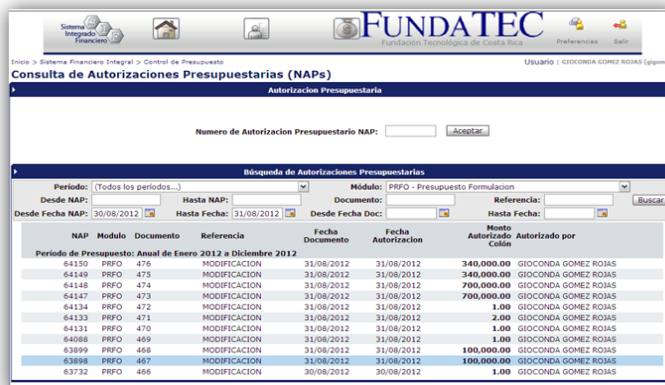 Sistema
Integrado
Financiero
FUNDATEC
Fundación Tecnológica de Costa Rica
Preferencias
Salir
Inicio > Sistema Financiero Integral > Control de Presupuesto
Usuario : GIOCONDA GOMEZ ROJAS
Consulta de Autorizaciones Presupuestarias (NAPs)
Autorizacion Presupuestaria
Numero de Autorizacion Presupuestario NAP: Aceptar
Búsqueda de Autorizaciones Presupuestarias
Período: (Todos los períodos...) Módulo: PRFO - Presupuesto Formulacion
Desde NAP: Hasta NAP: Documento: Referencia: Buscar
Desde Fecha NAP: 30/08/2012 Hasta Fecha: 31/08/2012 Desde Fecha Doc: Hasta Fecha:
NAP Modulo Documento Referencia Fecha Documento Fecha Autorizacion Monto Autorizado Colón Autorizado por
Período de Presupuesto: Anual de Enero 2012 a Diciembre 2012
64150 PRFO 476 MODIFICACION 31/08/2012 31/08/2012 340,000.00 GIOCONDA GOMEZ ROJAS
64149 PRFO 475 MODIFICACION 31/08/2012 31/08/2012 340,000.00 GIOCONDA GOMEZ ROJAS
64148 PRFO 474 MODIFICACION 31/08/2012 31/08/2012 700,000.00 GIOCONDA GOMEZ ROJAS
64147 PRFO 473 MODIFICACION 31/08/2012 31/08/2012 700,000.00 GIOCONDA GOMEZ ROJAS
64134 PRFO 472 MODIFICACION 31/08/2012 31/08/2012 1.00 GIOCONDA GOMEZ ROJAS
64133 PRFO 471 MODIFICACION 31/08/2012 31/08/2012 2.00 GIOCONDA GOMEZ ROJAS
64131 PRFO 470 MODIFICACION 31/08/2012 31/08/2012 1.00 GIOCONDA GOMEZ ROJAS
64088 PRFO 469 MODIFICACION 31/08/2012 31/08/2012 1.00 GIOCONDA GOMEZ ROJAS
63899 PRFO 468 MODIFICACION 31/08/2012 31/08/2012 100,000.00 GIOCONDA GOMEZ ROJAS
63898 PRFO 467 MODIFICACION 31/08/2012 31/08/2012 100,000.00 GIOCONDA GOMEZ ROJAS
63732 PRFO 466 MODIFICACION 30/08/2012 30/08/2012 1.00 GIOCONDA GOMEZ ROJAS